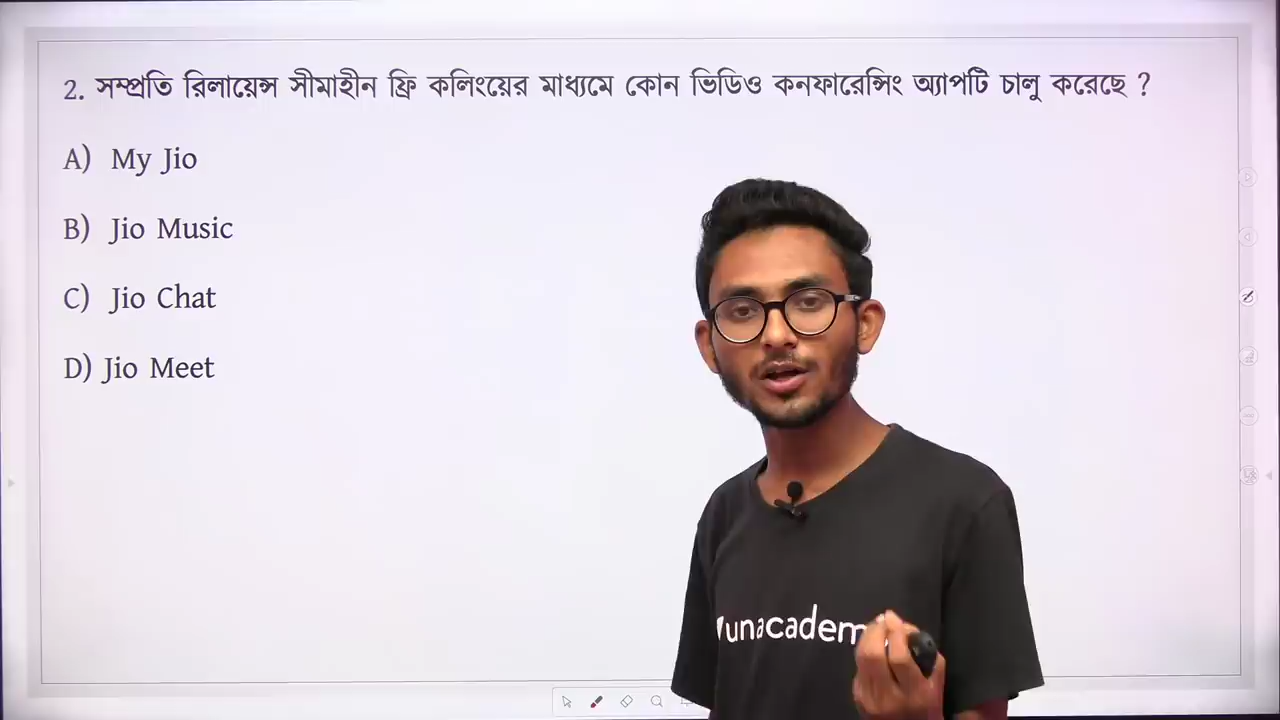 2. সম্প্রতি রিলায়েন্স সীমাহীন ফ্রি কলিংয়ের মাধ্যমে কোন ভিডিও কনফারেন্সিং অ্যাপটি চালু করেছে ?
A) My Jio
B) Jio Music
C) Jio Chat
D) Jio Meet
unacadem